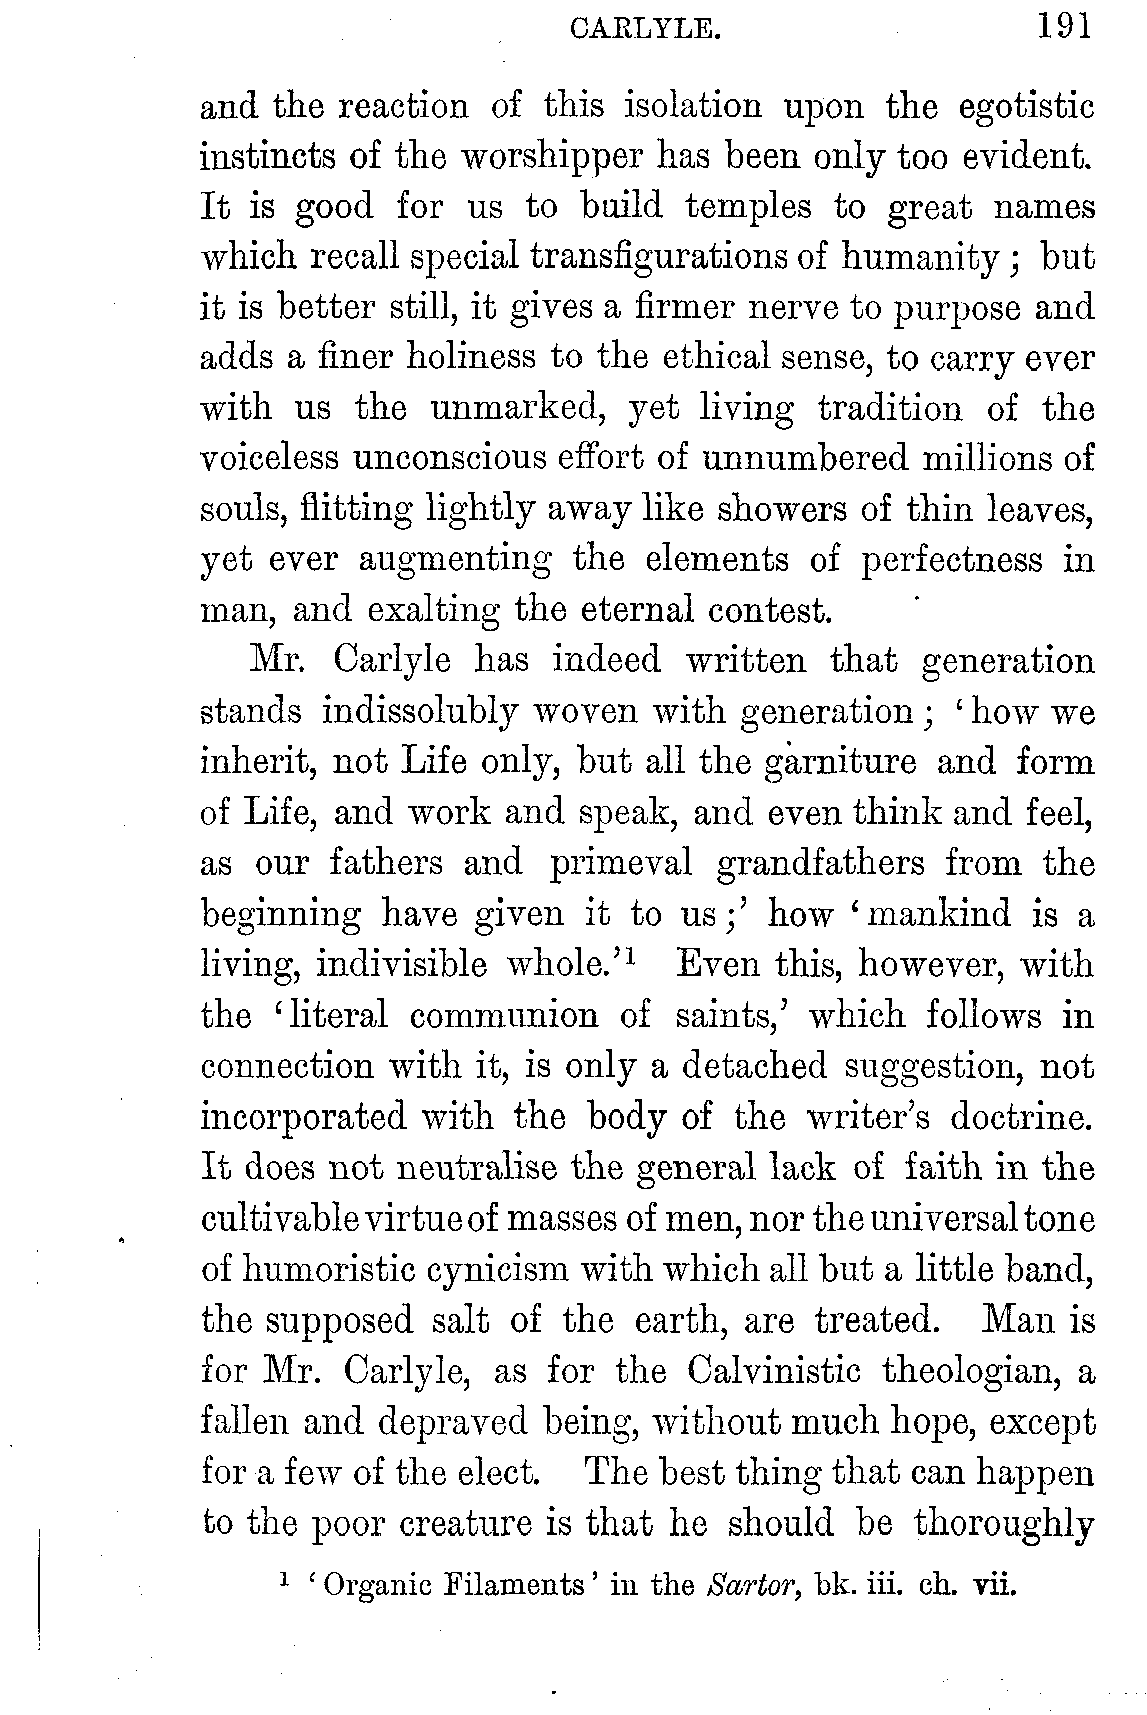 CARLYLE. 191
and the reaction of this isolation upon the egotistic
instincts of the worshipper has been only too evident.
It is good for us to build temples to great names
which recall special transfigurations of humanity ; but
it is better still, it gives a firmer nerve to purpose and
adds a finer holiness to the ethical sense, to carry ever
with us the unmarked, yet living tradition of the
voiceless unconscious effort of unnumbered millions of
souls, flitting lightly away like showers of thin leaves,
yet ever augmenting the elements of perfectness in
man, and exalting the eternal contest.
Mr. Carlyle has indeed written that generation
stands indissolubly woven with generation ; ‘ how we
inherit, not Life only, but all the garniture and form
of Life, and work and speak, and even think and feel,
as our fathers and primeval grandfathers from the
beginning have given it to us ;’ how ‘ mankind is a
living, indivisible whole.’¹ Even this, however, with
the ‘ literal communion of saints,’ which follows in
connection with it, is only a detached suggestion, not
incorporated with the body of the writer’s doctrine.
It does not neutralise the general lack of faith in the
cultivable virtue of masses of men, nor the universal tone
of humoristic cynicism with which all but a little band,
the supposed salt of the earth, are treated. Man is
for Mr. Carlyle, as for the Calvinistic theologian, a
fallen and depraved being, without much hope, except
for a few of the elect. The best thing that can happen
to the poor creature is that he should be thoroughly
¹ ‘ Organic Filaments ’ in the Sartor, bk. iii. ch. vii.